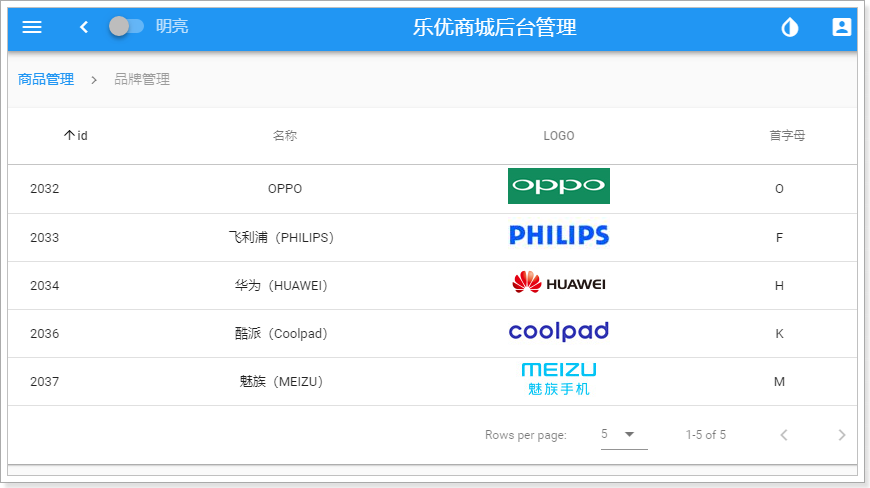 明亮 乐优商城后台管理
商品管理 > 品牌管理
id 名称 LOGO 首字母
2032 OPPO oppo O
2033 飞利浦（PHILIPS） PHILIPS F
2034 华为（HUAWEI） HUAWEI H
2036 酷派（Coolpad） coolpad K
2037 魅族（MEIZU） MEIZU 魅族手机 M
Rows per page: 5 1-5 of 5